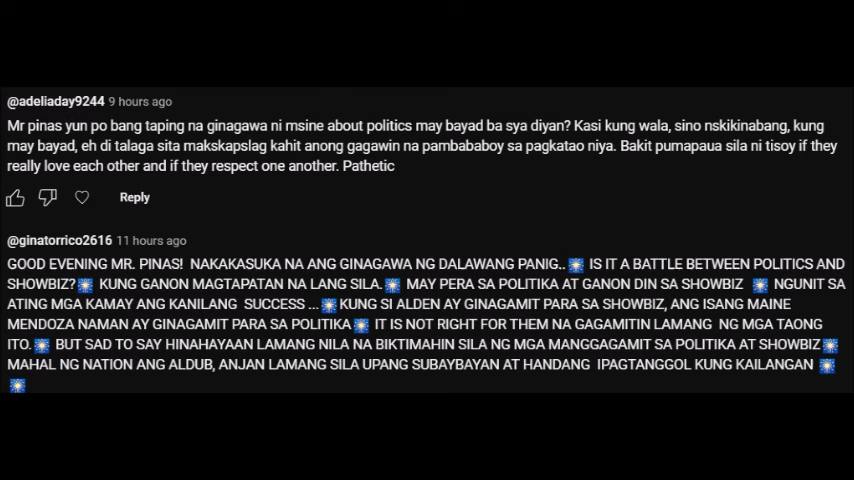 @adeliaday9244 9 hours ago
Mr pinas yun po bang taping na ginagawa ni msine about politics may bayad ba sya diyan? Kasi kung wala, sino nskikinabang, kung
may bayad, eh di talaga sita makskapslag kahit anong gagawin na pambababoy sa pagkatao niya. Bakit pumapaua sila ni tisoy if they
really love each other and if they respect one another. Pathetic
Reply
@ginatorrico2616 11 hours ago
GOOD EVENING MR. PINAS! NAKAKASUKA NA ANG GINAGAWA NG DALAWANG PANIG..🎇 IS IT A BATTLE BETWEEN POLITICS AND
SHOWBIZ?🎇 KUNG GANON MAGTAPATAN NA LANG SILA.🎇 MAY PERA SA POLITIKA AT GANON DIN SA SHOWBIZ 🎇 NGUNIT SA
ATING MGA KAMAY ANG KANILANG SUCCESS ...🎇 KUNG SI ALDEN AY GINAGAMIT PARA SA SHOWBIZ, ANG ISANG MAINE
MENDOZA NAMAN AY GINAGAMIT PARA SA POLITIKA🎇 IT IS NOT RIGHT FOR THEM NA GAGAMITIN LAMANG NG MGA TAONG
ITO.🎇 BUT SAD TO SAY HINAHAYAAN LAMANG NILA NA BIKTIMAHIN SILA NG MGA MANGGAGAMIT SA POLITIKA AT SHOWBIZ🎇
MAHAL NG NATION ANG ALDUB, ANJAN LAMANG SILA UPANG SUBAYBAYAN AT HANDANG IPAGTANGGOL KUNG KAILANGAN 🎇
🎇